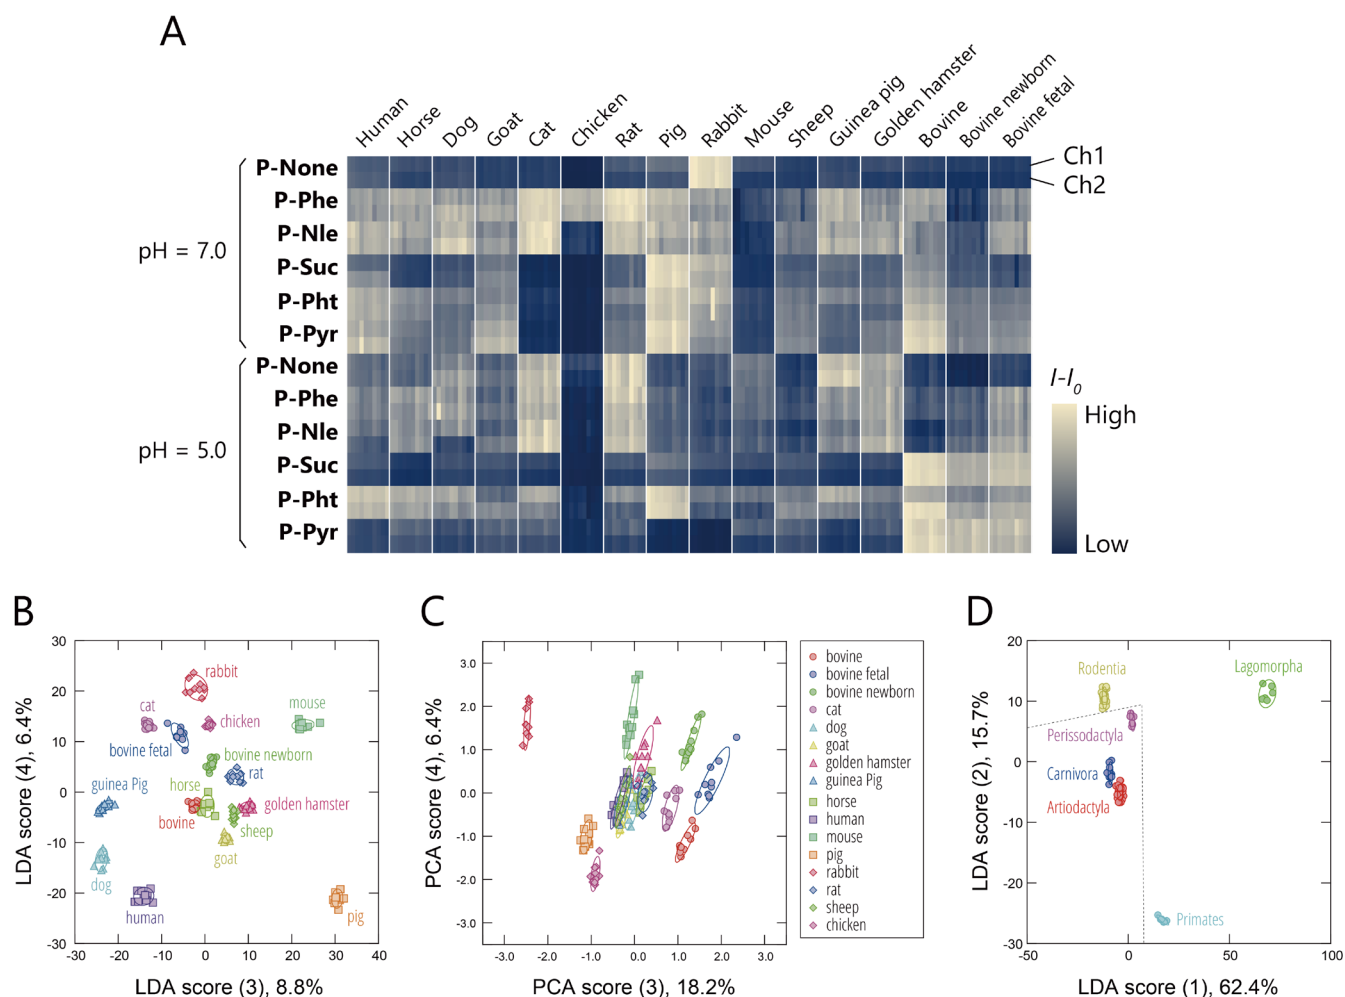 A
Human
Horse
Dog
Goat
Cat
Chicken
Rat
Pig
Rabbit
Mouse
Sheep
Guinea pig
Golden hamster
Bovine
Bovine newborn
Bovine fetal
P-None
P-Phe
P-Nle
P-Suc
P-Pht
P-Pyr
pH = 7.0
P-None
P-Phe
P-Nle
P-Suc
P-Pht
P-Pyr
pH = 5.0
Ch1
Ch2
I-I0
High
Low
B
30
20
10
0
-10
-20
-30
-30
-20
-10
0
10
20
30
40
LDA score (4), 6.4%
LDA score (3), 8.8%
rabbit
cat
mouse
chicken
bovine fetal
bovine newborn
rat
guinea Pig
horse
golden hamster
bovine
sheep
goat
dog
human
pig
C
3.0
2.0
1.0
0.0
-1.0
-2.0
-3.0
-3.0
-2.0
-1.0
0.0
1.0
2.0
3.0
PCA score (4), 6.4%
PCA score (3), 18.2%
bovine
bovine fetal
bovine newborn
cat
dog
goat
golden hamster
guinea Pig
horse
human
mouse
pig
rabbit
rat
sheep
chicken
D
20
10
0
-10
-20
-30
-50
0
50
100
LDA score (2), 15.7%
LDA score (1), 62.4%
Rodentia
Lagomorpha
Perissodactyla
Carnivora
Artiodactyla
Primates